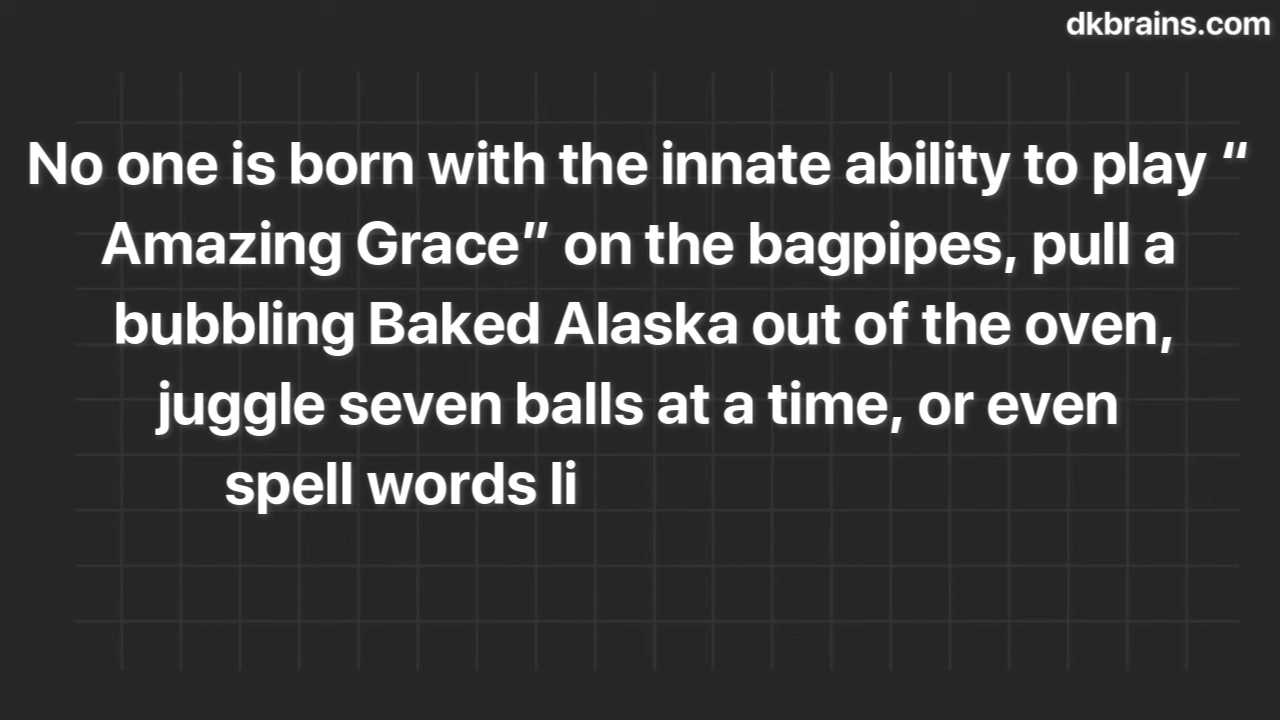 dkbrains.com
No one is born with the innate ability to play “
Amazing Grace” on the bagpipes, pull a
bubbling Baked Alaska out of the oven,
juggle seven balls at a time, or even
spell words li